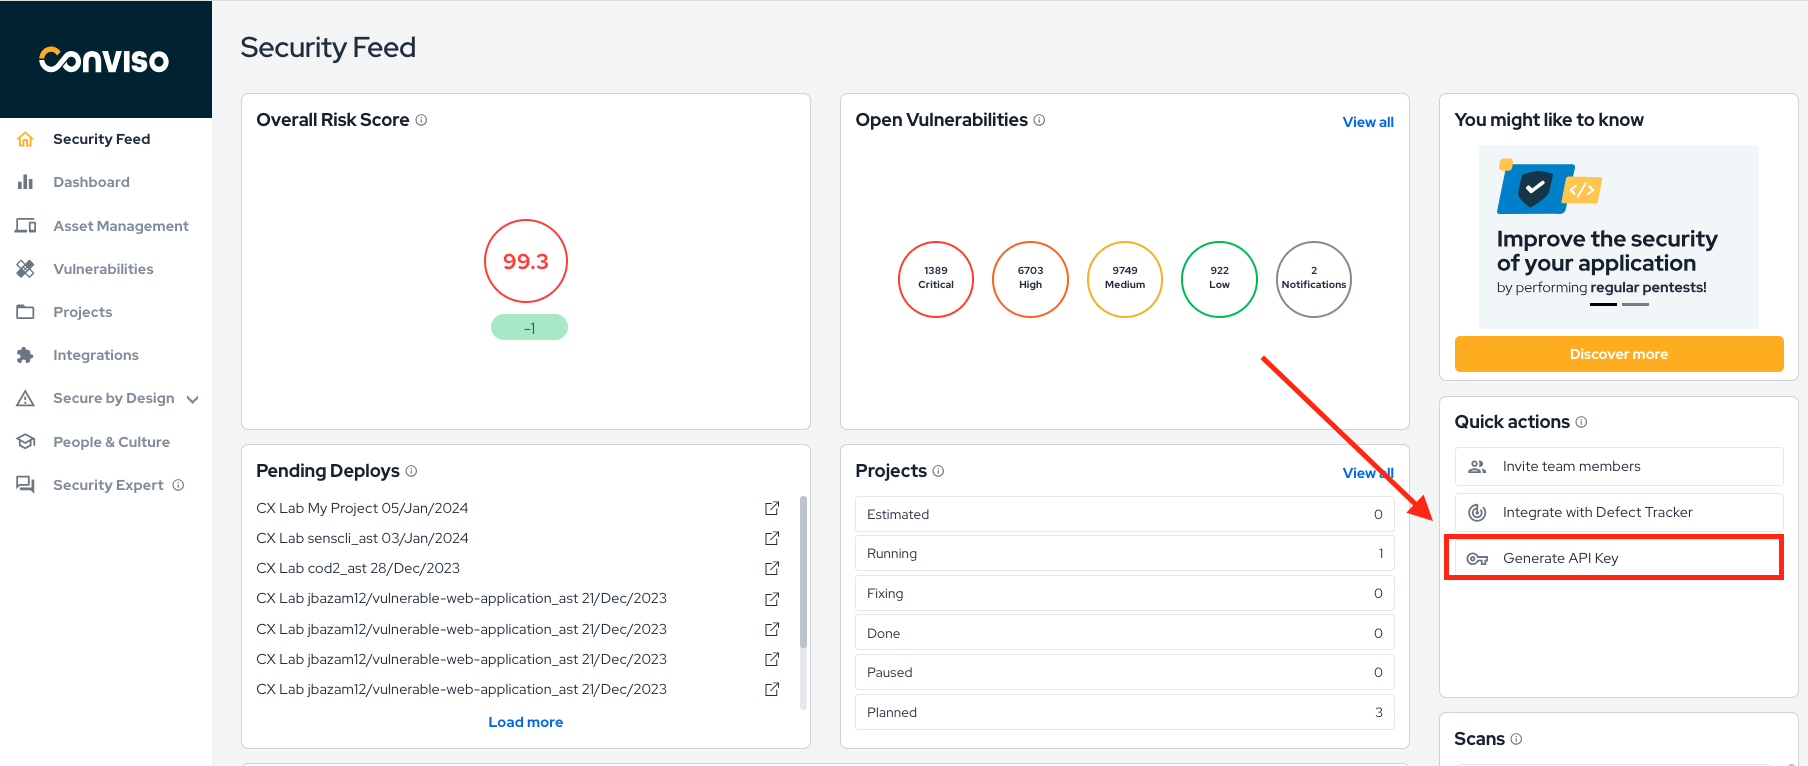 Conviso
Security Feed
Dashboard
Asset Management
Vulnerabilities
Projects
Integrations
Secure by Design
People & Culture
Security Expert
Security Feed
Overall Risk Score
99.3
-1
Open Vulnerabilities
View all
1389
Critical
6703
High
9749
Medium
922
Low
2
Notifications
You might like to know
</>
Improve the security
of your application
by performing regular pentests!
Discover more
Quick actions
Invite team members
Integrate with Defect Tracker
Generate API Key
Pending Deploys
CX Lab My Project 05/Jan/2024
CX Lab senscli_ast 03/Jan/2024
CX Lab cod2_ast 28/Dec/2023
CX Lab jbazam12/vulnerable-web-application_ast 21/Dec/2023
CX Lab jbazam12/vulnerable-web-application_ast 21/Dec/2023
CX Lab jbazam12/vulnerable-web-application_ast 21/Dec/2023
CX Lab jbazam12/vulnerable-web-application_ast 21/Dec/2023
Load more
Projects
View all
Estimated 0
Running 1
Fixing 0
Done 0
Paused 0
Planned 3
Scans